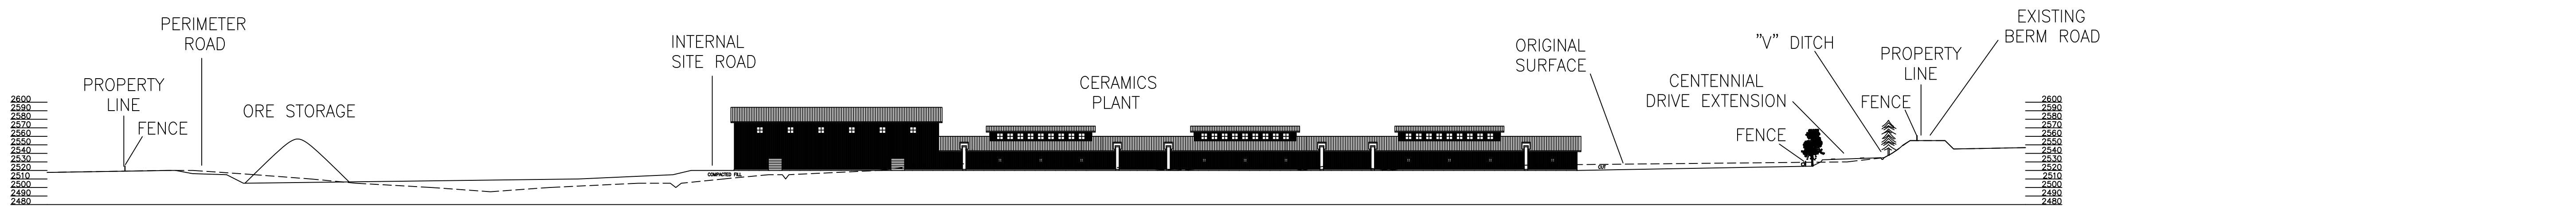 PERIMETER
ROAD
PROPERTY
LINE
FENCE
ORE STORAGE
INTERNAL
SITE ROAD
CERAMICS
PLANT
ORIGINAL
SURFACE
"V" DITCH
CENTENNIAL
DRIVE EXTENSION
FENCE
FENCE
PROPERTY
LINE
EXISTING
BERM ROAD
2600
2590
2580
2570
2560
2550
2540
2530
2520
2510
2500
2490
2480
COMPACTED FILL
CUT
2600
2590
2580
2570
2560
2550
2540
2530
2520
2510
2500
2490
2480